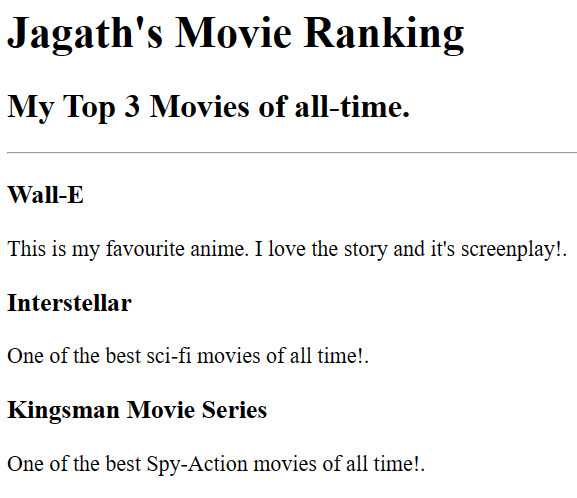 Jagath's Movie Ranking
My Top 3 Movies of all-time.
Wall-E
This is my favourite anime. I love the story and it's screenplay!.
Interstellar
One of the best sci-fi movies of all time!.
Kingsman Movie Series
One of the best Spy-Action movies of all time!.